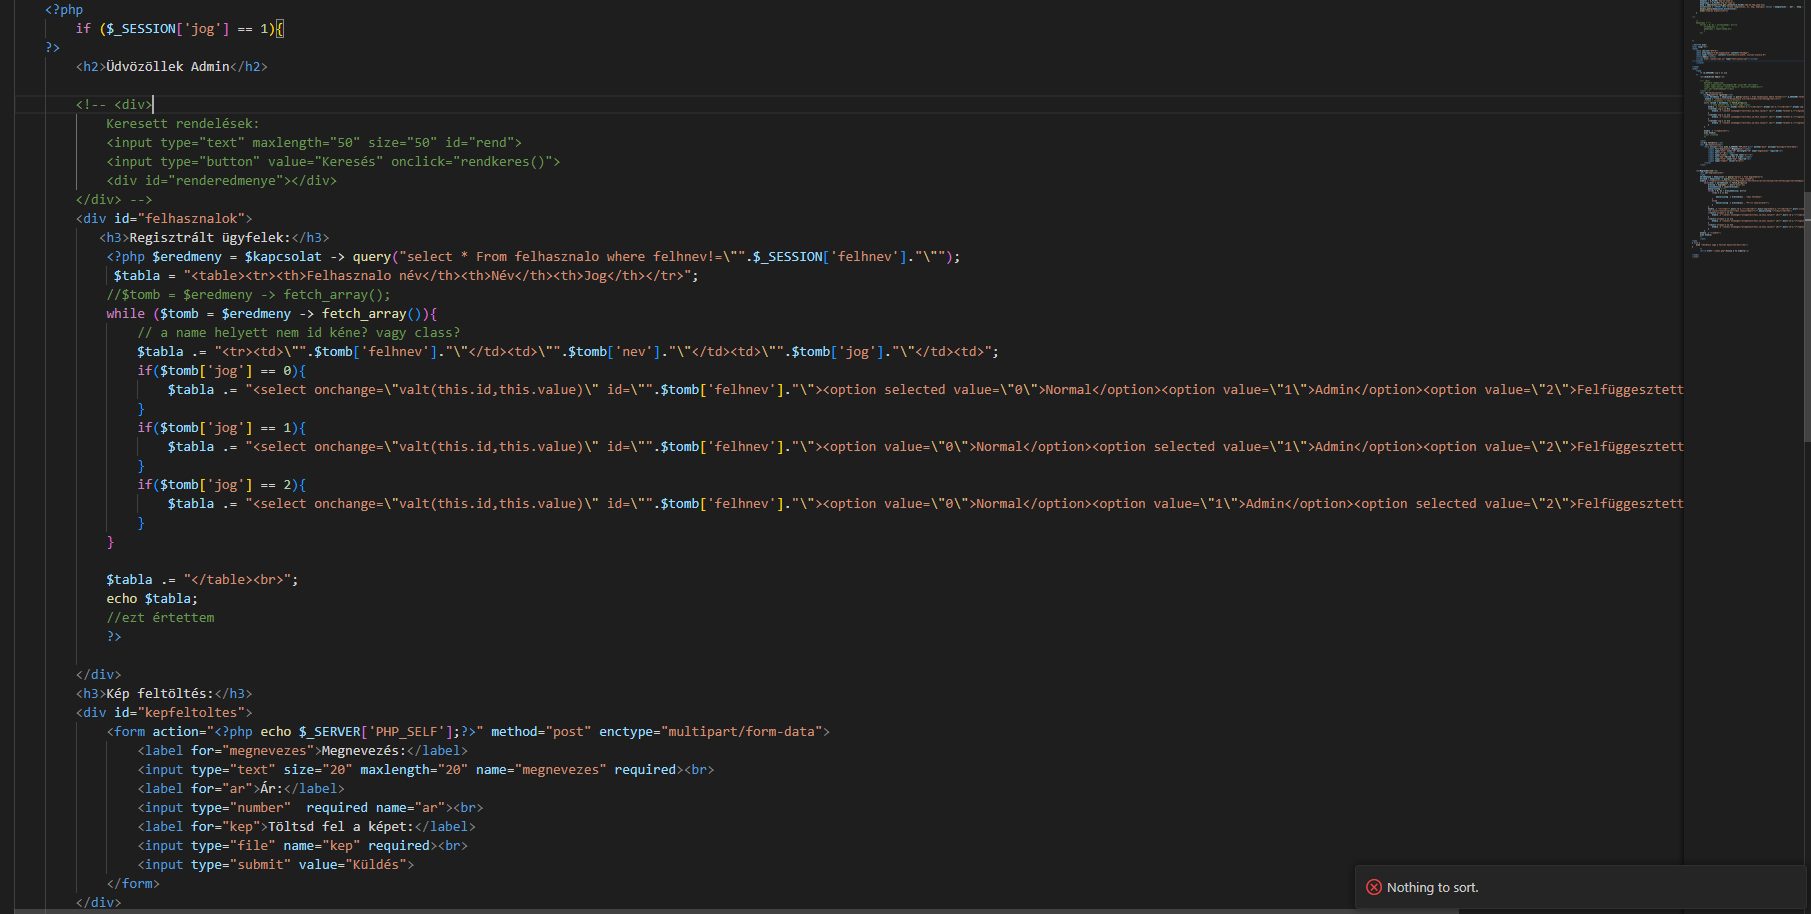 <?php
if ($_SESSION['jog'] == 1){
?>
<h2>Üdvözöllek Admin</h2>
<!-- <div>
Keresett rendelések:
<input type="text" maxlength="50" size="50" id="rend">
<input type="button" value="Keresés" onclick="rendkeres()">
<div id="renderedmenye"></div>
</div> -->
<div id="felhasznalok">
<h3>Regisztrált ügyfelek:</h3>
<?php $eredmeny = $kapcsolat -> query("select * From felhasznalo where felhnev!=\"".$_SESSION['felhnev']."\"");
$tabla = "<table><tr><th>Felhasznalo név</th><th>Név</th><th>Jog</th></tr>";
//$tomb = $eredmeny -> fetch_array();
while ($tomb = $eredmeny -> fetch_array()){
// a name helyett nem id kéne? vagy class?
$tabla .= "<tr><td>\"".$tomb['felhnev']."\"</td><td>\"".$tomb['nev']."\"</td><td>\"".$tomb['jog']."\"</td><td>";
if($tomb['jog'] == 0){
$tabla .= "<select onchange=\"valt(this.id,this.value)\" id=\"".$tomb['felhnev']."\"><option selected value=\"0\">Normal</option><option value=\"1\">Admin</option><option value=\"2\">Felfüggesztett
}
if($tomb['jog'] == 1){
$tabla .= "<select onchange=\"valt(this.id,this.value)\" id=\"".$tomb['felhnev']."\"><option value=\"0\">Normal</option><option selected value=\"1\">Admin</option><option value=\"2\">Felfüggesztett
}
if($tomb['jog'] == 2){
$tabla .= "<select onchange=\"valt(this.id,this.value)\" id=\"".$tomb['felhnev']."\"><option value=\"0\">Normal</option><option value=\"1\">Admin</option><option selected value=\"2\">Felfüggesztett
}
}
$tabla .= "</table><br>";
echo $tabla;
//ezt értettem
?>
</div>
<h3>Kép feltöltés:</h3>
<div id="kepfeltoltes">
<form action="<?php echo $_SERVER['PHP_SELF'];?>" method="post" enctype="multipart/form-data">
<label for="megnevezes">Megnevezés:</label>
<input type="text" size="20" maxlength="20" name="megnevezes" required><br>
<label for="ar">Ár:</label>
<input type="number"  required name="ar"><br>
<label for="kep">Töltsd fel a képet:</label>
<input type="file" name="kep" required><br>
<input type="submit" value="Küldés">
</form>
</div>
Nothing to sort.